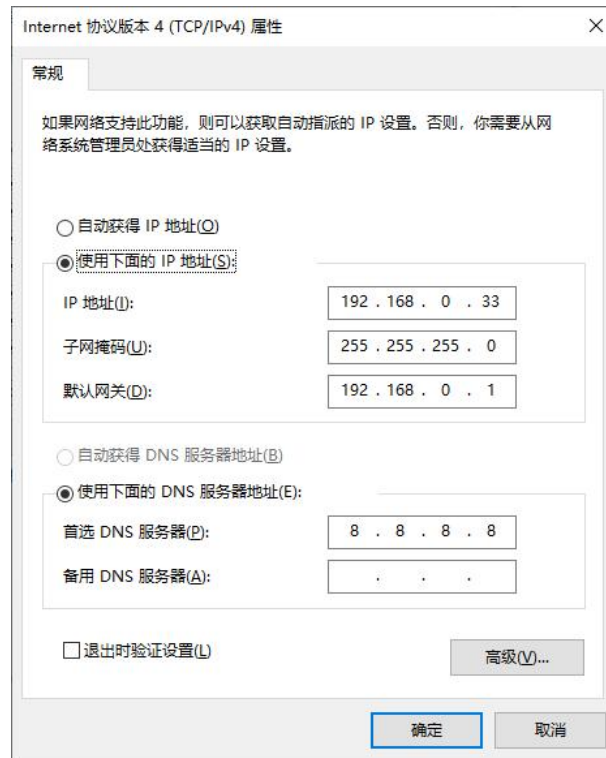 Internet 协议版本 4 (TCP/IPv4) 属性
常规
如果网络支持此功能，则可以获取自动指派的 IP 设置。否则，你需要从网
络系统管理员处获得适当的 IP 设置。
自动获得 IP 地址(O)
使用下面的 IP 地址(S):
IP 地址(I): 192 . 168 . 0 . 33
子网掩码(U): 255 . 255 . 255 . 0
默认网关(D): 192 . 168 . 0 . 1
自动获得 DNS 服务器地址(B)
使用下面的 DNS 服务器地址(E):
首选 DNS 服务器(P): 8 . 8 . 8 . 8
备用 DNS 服务器(A): . . .
退出时验证设置(L)
高级(V)...
确定 取消